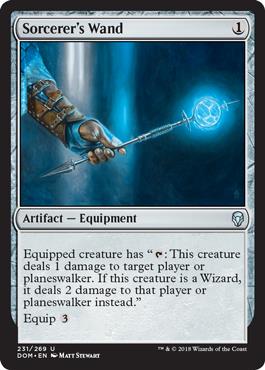 Sorcerer's Wand 1
Artifact — Equipment
Equipped creature has “T: This creature
deals 1 damage to target player or
planeswalker. If this creature is a Wizard,
it deals 2 damage to that player or
planeswalker instead.”
Equip 3
231/269 U
DOM • EN Matt Stewart
™ & © 2018 Wizards of the Coast